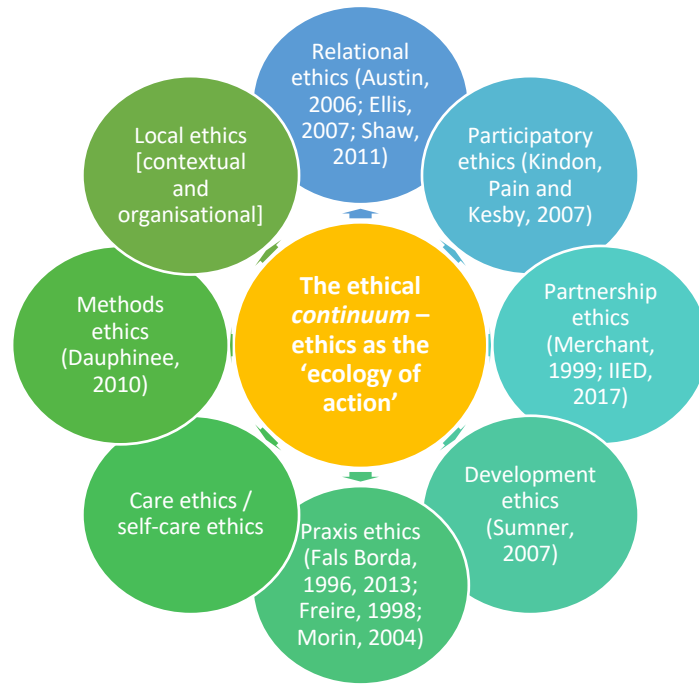 Relational
ethics (Austin,
2006; Ellis,
2007; Shaw,
2011)
Participatory
ethics (Kindon,
Pain and
Kesby, 2007)
Partnership
ethics
(Merchant,
1999; IIED,
2017)
Development
ethics
(Sumner,
2007)
Praxis ethics
(Fals Borda,
1996, 2013;
Freire, 1998;
Morin, 2004)
Care ethics /
self-care ethics
Methods
ethics
(Dauphinee,
2010)
Local ethics
[contextual
and
organisational]
The ethical
continuum –
ethics as the
‘ecology of
action’